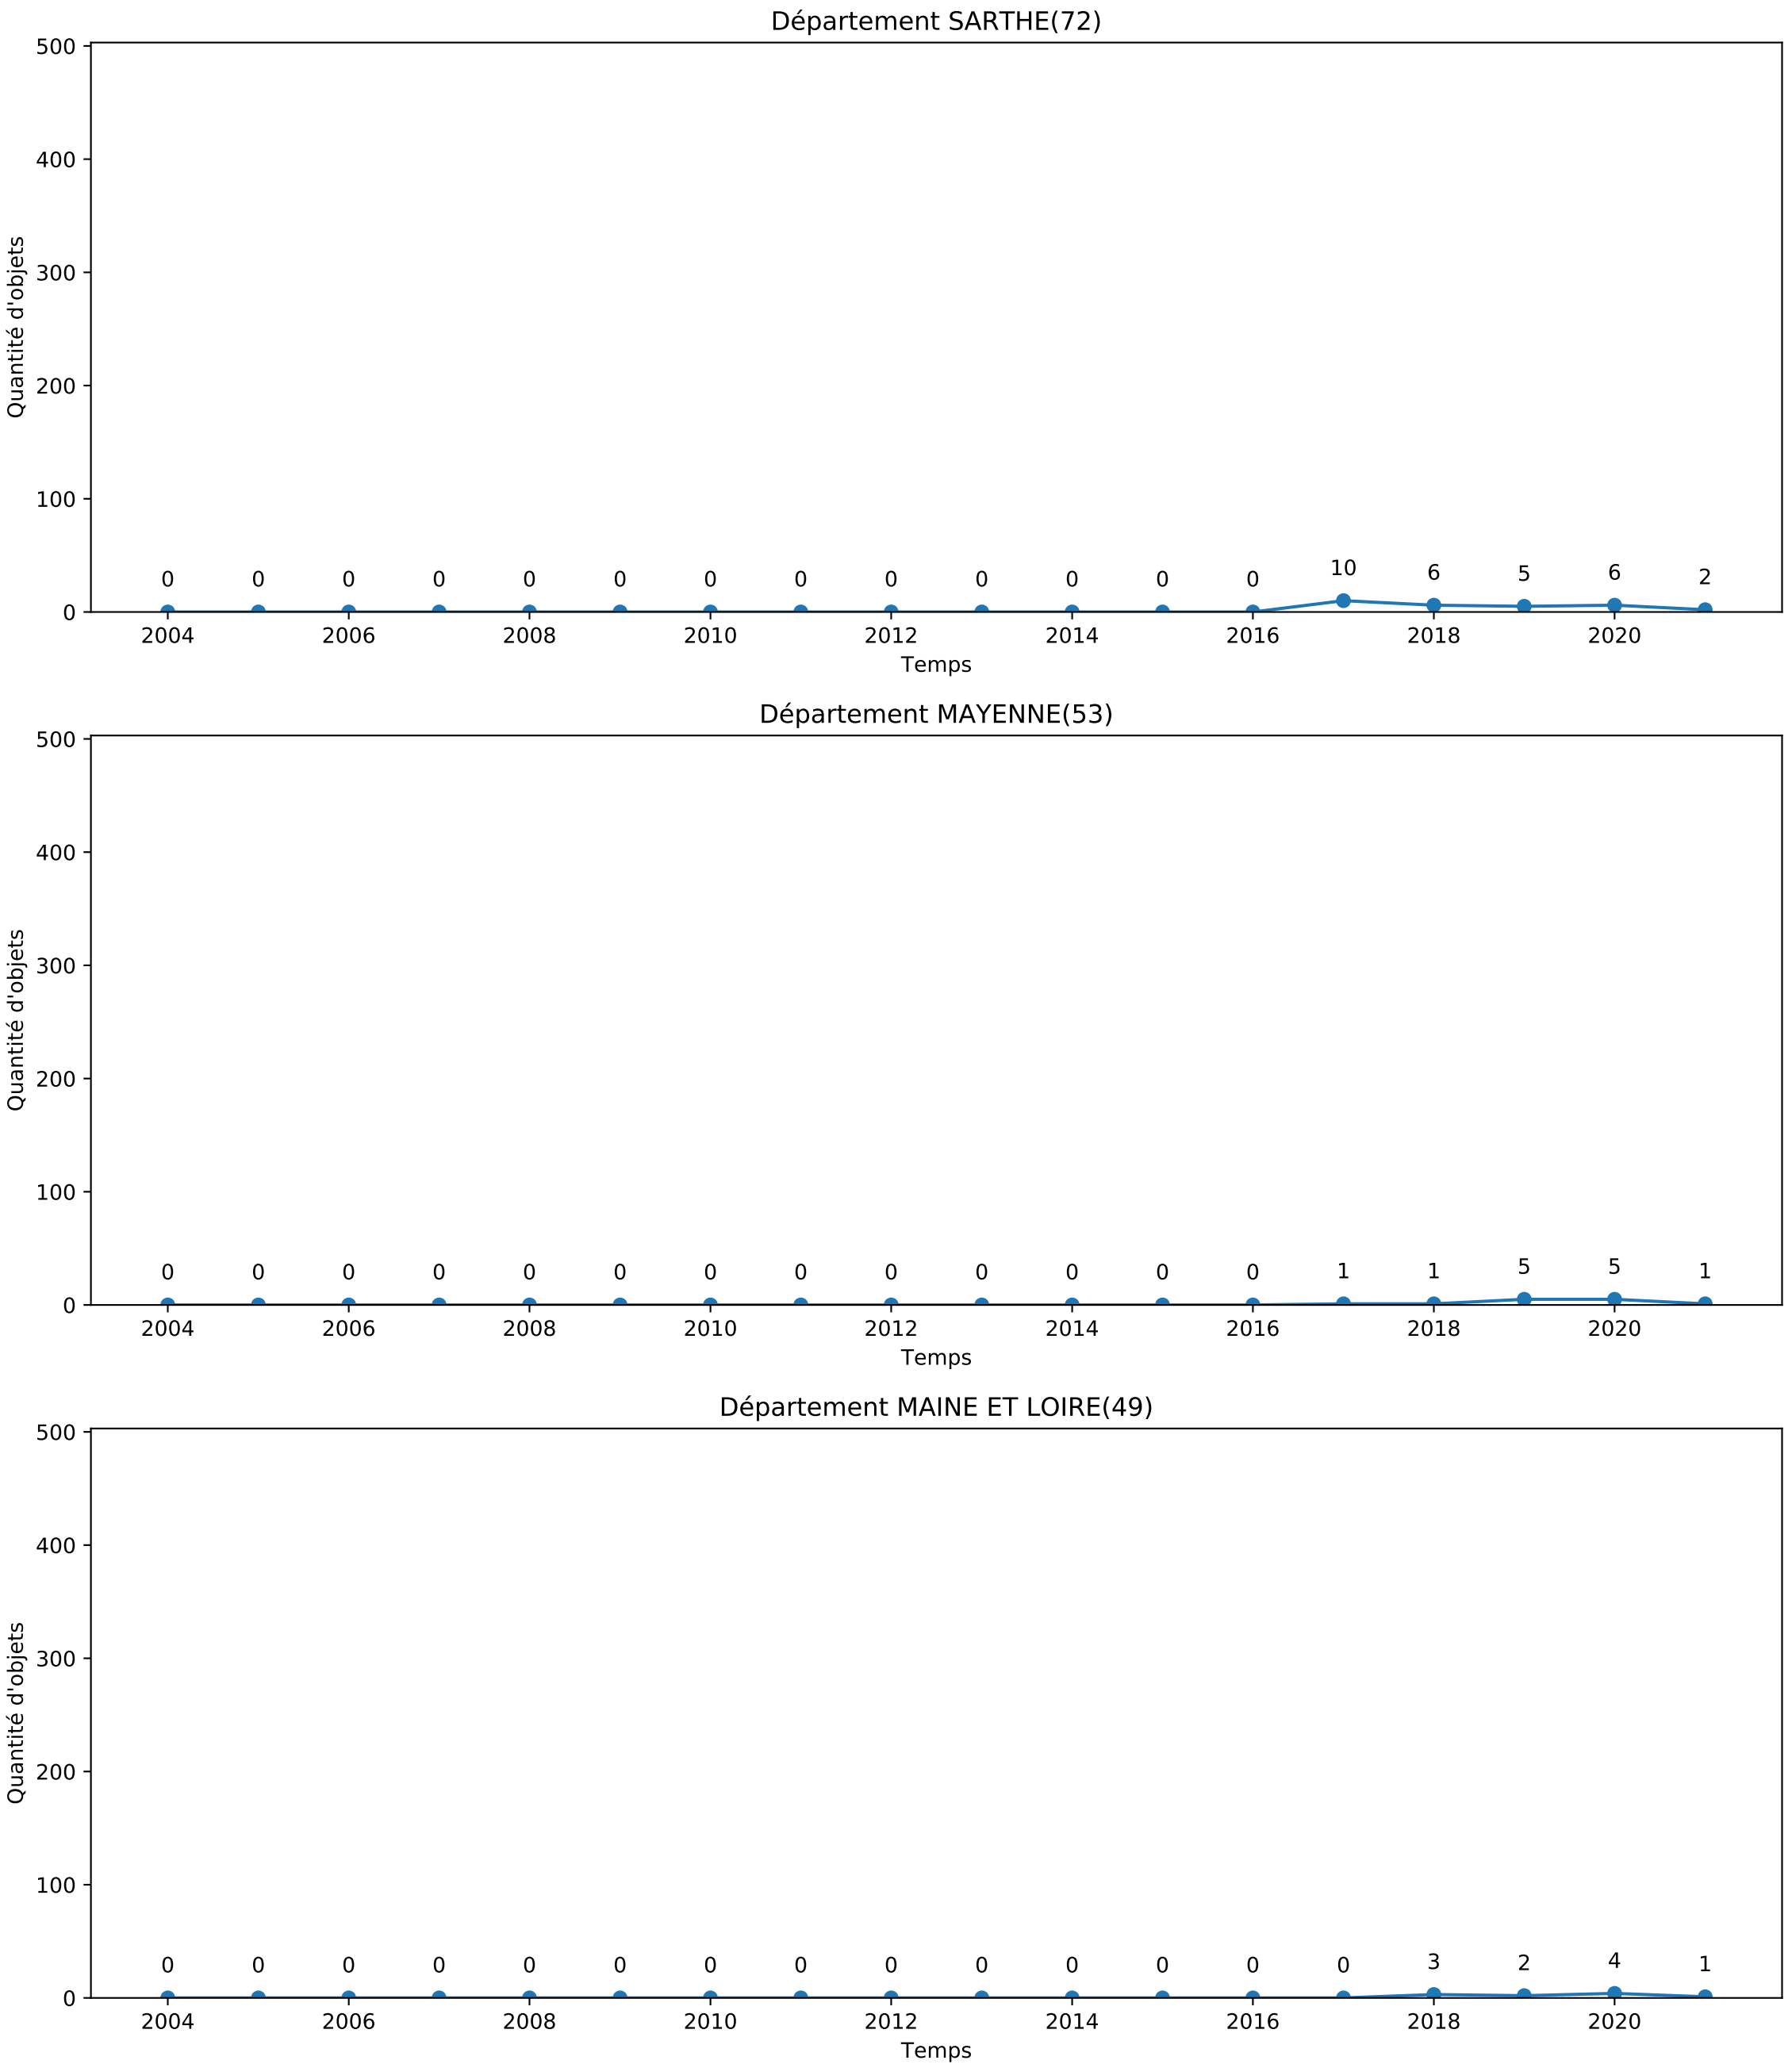 Département SARTHE(72)
500
400
300
200
100
0
Quantité d'objets
0 0 0 0 0 0 0 0 0 0 0 0 0 10 6 5 6 2
2004 2006 2008 2010 2012 2014 2016 2018 2020
Temps
Département MAYENNE(53)
500
400
300
200
100
0
Quantité d'objets
0 0 0 0 0 0 0 0 0 0 0 0 0 1 1 5 5 1
2004 2006 2008 2010 2012 2014 2016 2018 2020
Temps
Département MAINE ET LOIRE(49)
500
400
300
200
100
0
Quantité d'objets
0 0 0 0 0 0 0 0 0 0 0 0 0 0 3 2 4 1
2004 2006 2008 2010 2012 2014 2016 2018 2020
Temps